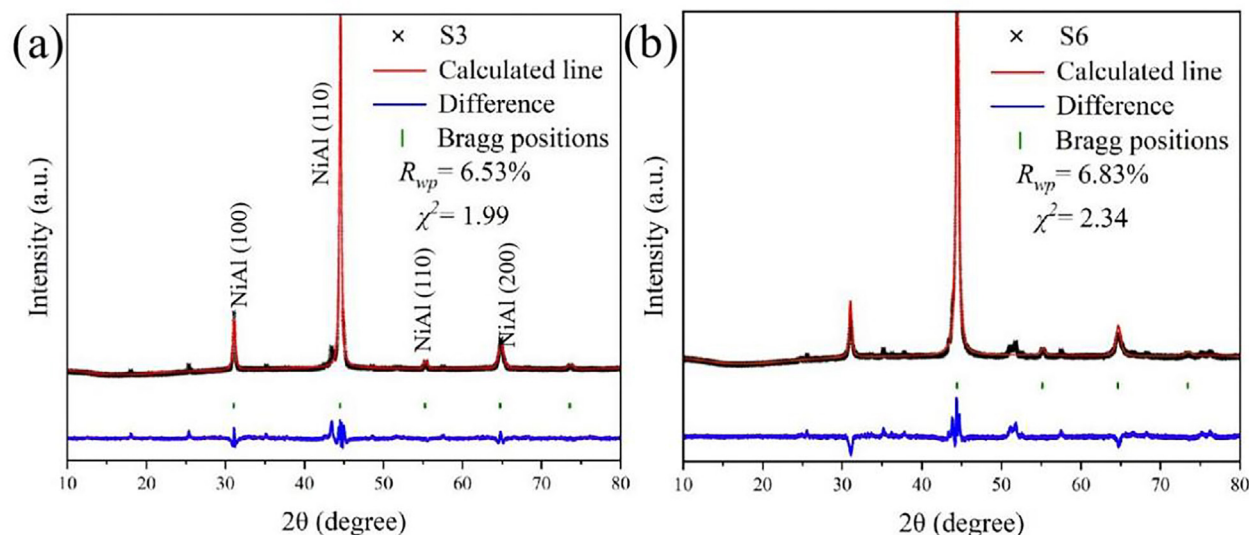 (a)
× S3
Calculated line
Difference
Bragg positions
R_wp = 6.53%
χ² = 1.99
NiAl (100)
NiAl (110)
NiAl (110)
NiAl (200)
Intensity (a.u.)
10 20 30 40 50 60 70 80
2θ (degree)
(b)
× S6
Calculated line
Difference
Bragg positions
R_wp = 6.83%
χ² = 2.34
Intensity (a.u.)
10 20 30 40 50 60 70 80
2θ (degree)